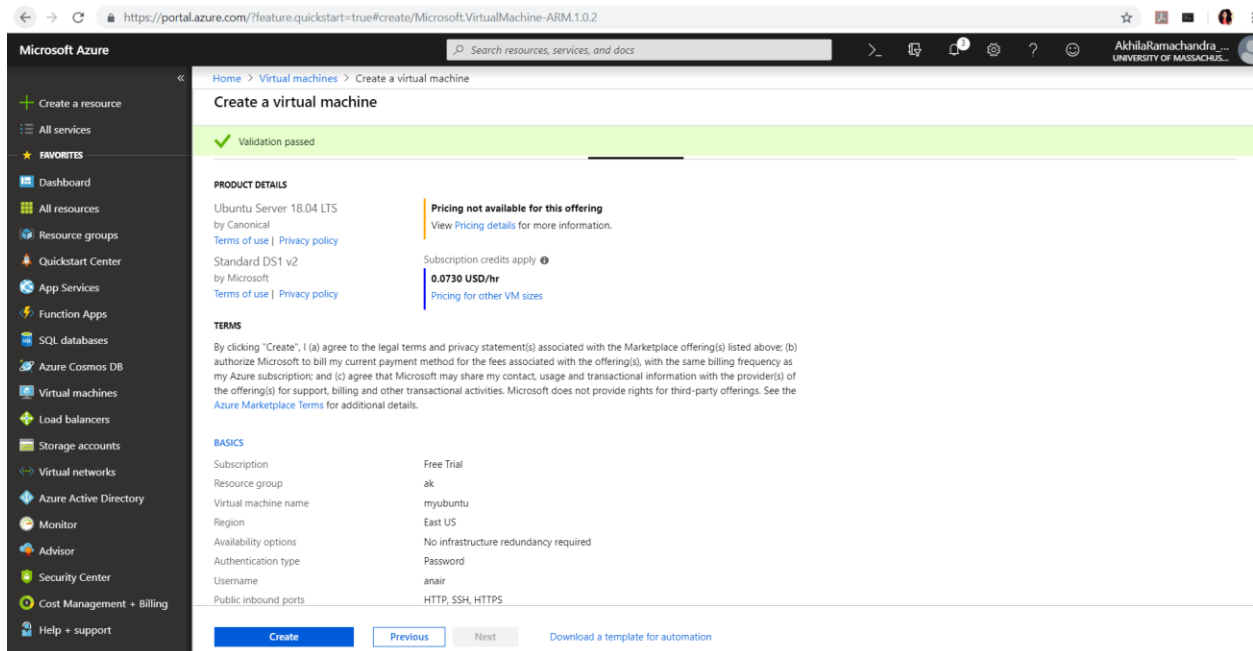 https://portal.azure.com/?feature.quickstart=true#create/Microsoft.VirtualMachine-ARM.1.0.2
Microsoft Azure
Search resources, services, and docs
3
AkhilaRamachandra_...
UNIVERSITY OF MASSACHUS...
Create a resource
All services
FAVORITES
Dashboard
All resources
Resource groups
Quickstart Center
App Services
Function Apps
SQL databases
Azure Cosmos DB
Virtual machines
Load balancers
Storage accounts
Virtual networks
Azure Active Directory
Monitor
Advisor
Security Center
Cost Management + Billing
Help + support
Home > Virtual machines > Create a virtual machine
Create a virtual machine
Validation passed
PRODUCT DETAILS
Ubuntu Server 18.04 LTS
by Canonical
Terms of use | Privacy policy
Pricing not available for this offering
View Pricing details for more information.
Standard DS1 v2
by Microsoft
Terms of use | Privacy policy
Subscription credits apply
0.0730 USD/hr
Pricing for other VM sizes
TERMS
By clicking "Create", I (a) agree to the legal terms and privacy statement(s) associated with the Marketplace offering(s) listed above; (b)
authorize Microsoft to bill my current payment method for the fees associated with the offering(s), with the same billing frequency as
my Azure subscription; and (c) agree that Microsoft may share my contact, usage and transactional information with the provider(s) of
the offering(s) for support, billing and other transactional activities. Microsoft does not provide rights for third-party offerings. See the
Azure Marketplace Terms for additional details.
BASICS
Subscription Free Trial
Resource group ak
Virtual machine name myubuntu
Region East US
Availability options No infrastructure redundancy required
Authentication type Password
Username anair
Public inbound ports HTTP, SSH, HTTPS
Create Previous Next Download a template for automation